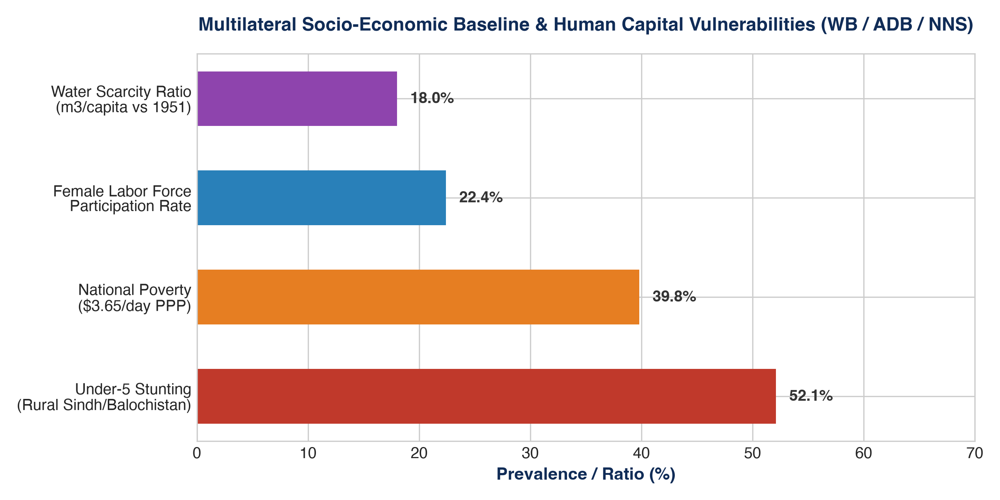 Multilateral Socio-Economic Baseline & Human Capital Vulnerabilities (WB / ADB / NNS)
Water Scarcity Ratio
(m3/capita vs 1951)
18.0%
Female Labor Force
Participation Rate
22.4%
National Poverty
($3.65/day PPP)
39.8%
Under-5 Stunting
(Rural Sindh/Balochistan)
52.1%
0 10 20 30 40 50 60 70
Prevalence / Ratio (%)